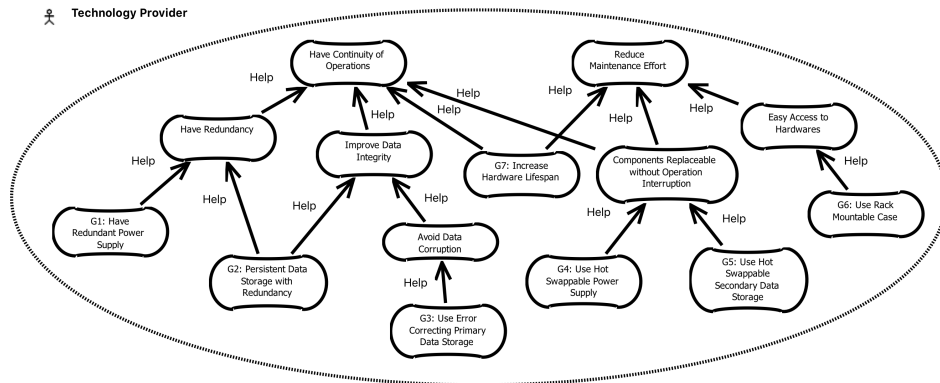 Technology Provider
Have Continuity of
Operations
Reduce
Maintenance Effort
Help
Help
Help
Help
Help
Help
Help
Help
Have Redundancy
Improve Data
Integrity
G7: Increase
Hardware Lifespan
Components Replaceable
without Operation
Interruption
Easy Access to
Hardwares
Help
Help
Help
Help
Help
Help
Help
G1: Have
Redundant Power
Supply
G2: Persistent Data
Storage with
Redundancy
Avoid Data
Corruption
Help
G3: Use Error
Correcting Primary
Data Storage
G4: Use Hot
Swappable Power
Supply
G5: Use Hot
Swappable
Secondary Data
Storage
G6: Use Rack
Mountable Case